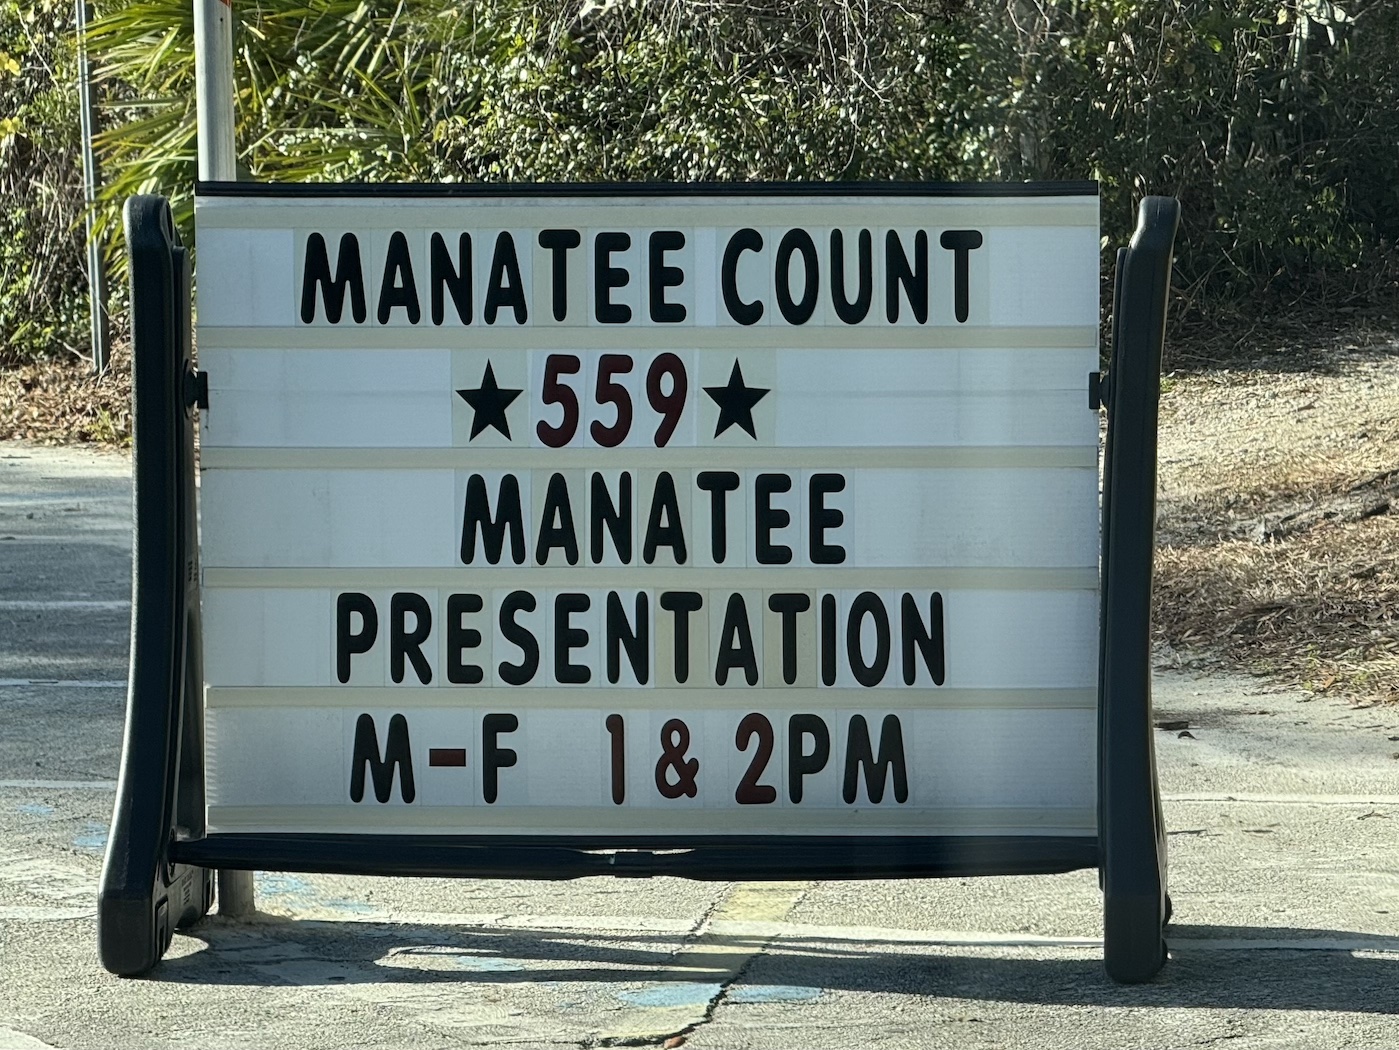 MANATEE COUNT
★559★
MANATEE
PRESENTATION
M-F 1& 2PM